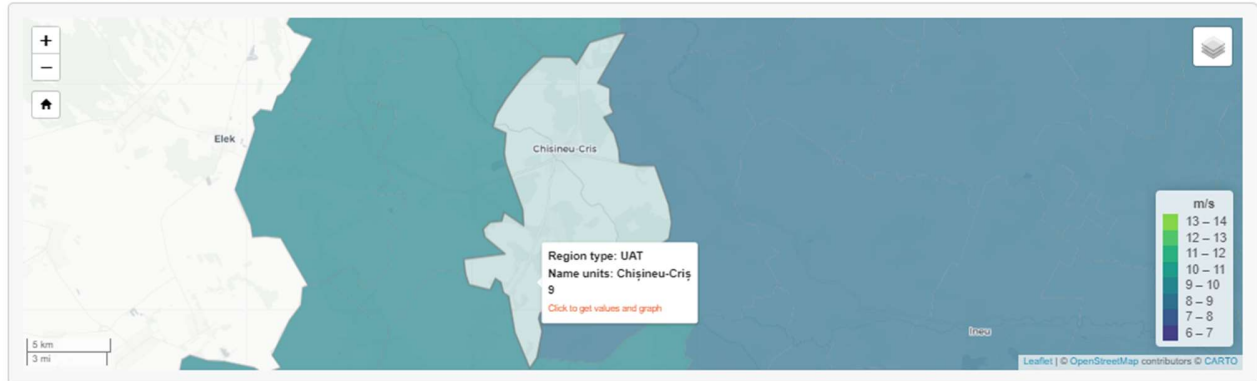 +
−
Elek
Chisineu-Cris
Region type: UAT
Name units: Chișineu-Criș
9
Click to get values and graph
Ineu
m/s
13 – 14
12 – 13
11 – 12
10 – 11
9 – 10
8 – 9
7 – 8
6 – 7
5 km
3 mi
Leaflet | © OpenStreetMap contributors © CARTO